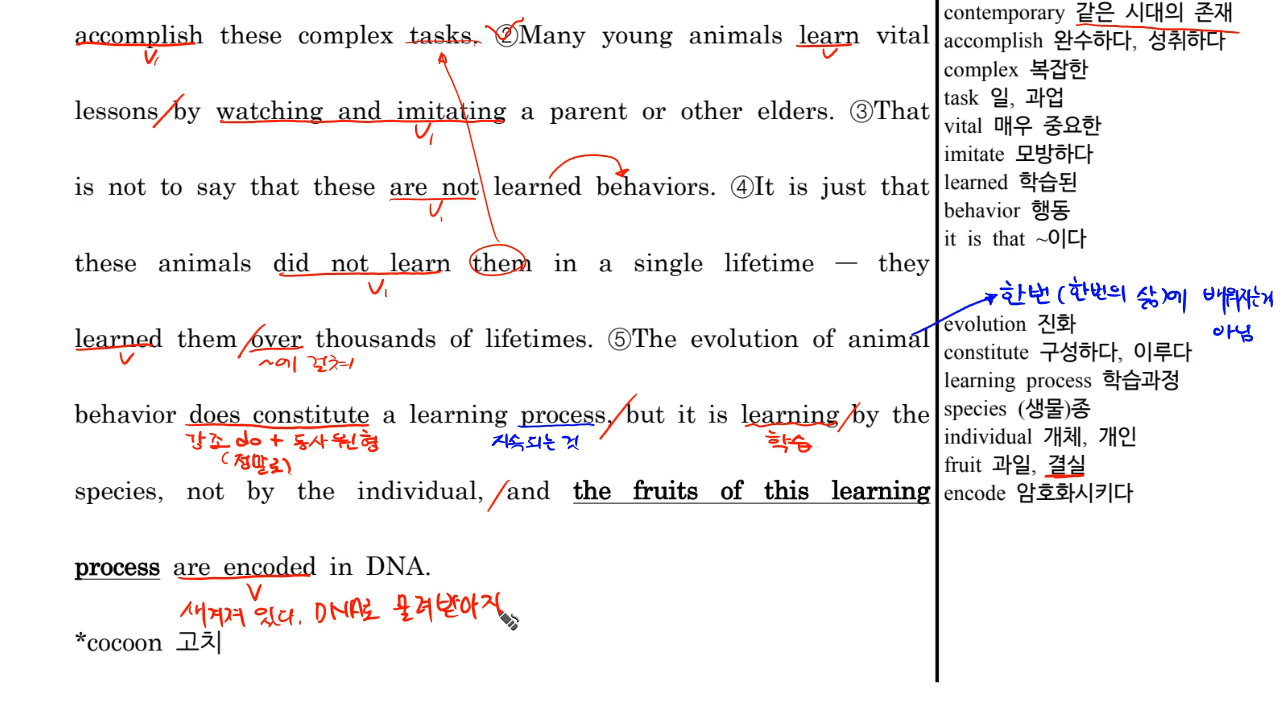 accomplish these complex tasks. ②Many young animals learn vital
lessons by watching and imitating a parent or other elders. ③That
is not to say that these are not learned behaviors. ④It is just that
these animals did not learn them in a single lifetime — they
learned them over thousands of lifetimes. ⑤The evolution of animal
~에 걸쳐
behavior does constitute a learning process, but it is learning by the
강조 do + 동사원형
(정말로)
지속되는 것
학습
species, not by the individual, and the fruits of this learning
process are encoded in DNA.
새겨져 있다. DNA로 물려받아지
*cocoon 고치
contemporary 같은 시대의 존재
accomplish 완수하다, 성취하다
complex 복잡한
task 일, 과업
vital 매우 중요한
imitate 모방하다
learned 학습된
behavior 행동
it is that ~이다
한번 (한번의 삶)에 배워지는게
아님
evolution 진화
constitute 구성하다, 이루다
learning process 학습과정
species (생물)종
individual 개체, 개인
fruit 과일, 결실
encode 암호화시키다